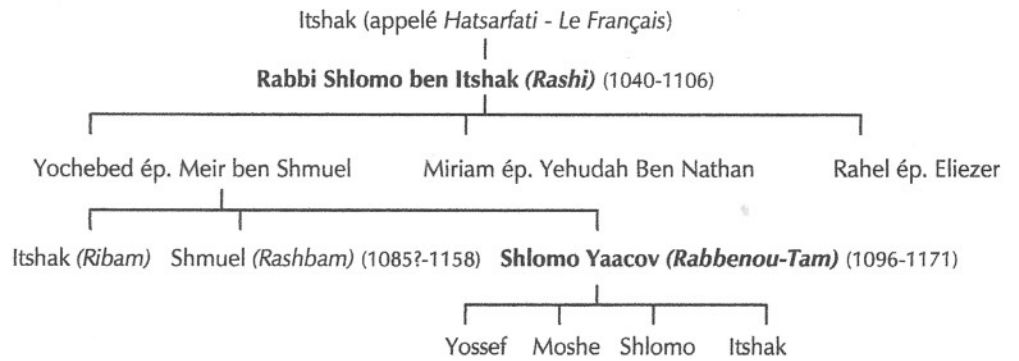 Itshak (appelé Hatsarfati - Le Français)
Rabbi Shlomo ben Itshak (Rashi) (1040-1106)
Yochebed ép. Meir ben Shmuel Miriam ép. Yehudah Ben Nathan Rahel ép. Eliezer
Itshak (Ribam) Shmuel (Rashbam) (1085?-1158) Shlomo Yaacov (Rabbenou-Tam) (1096-1171)
Yossef Moshe Shlomo Itshak